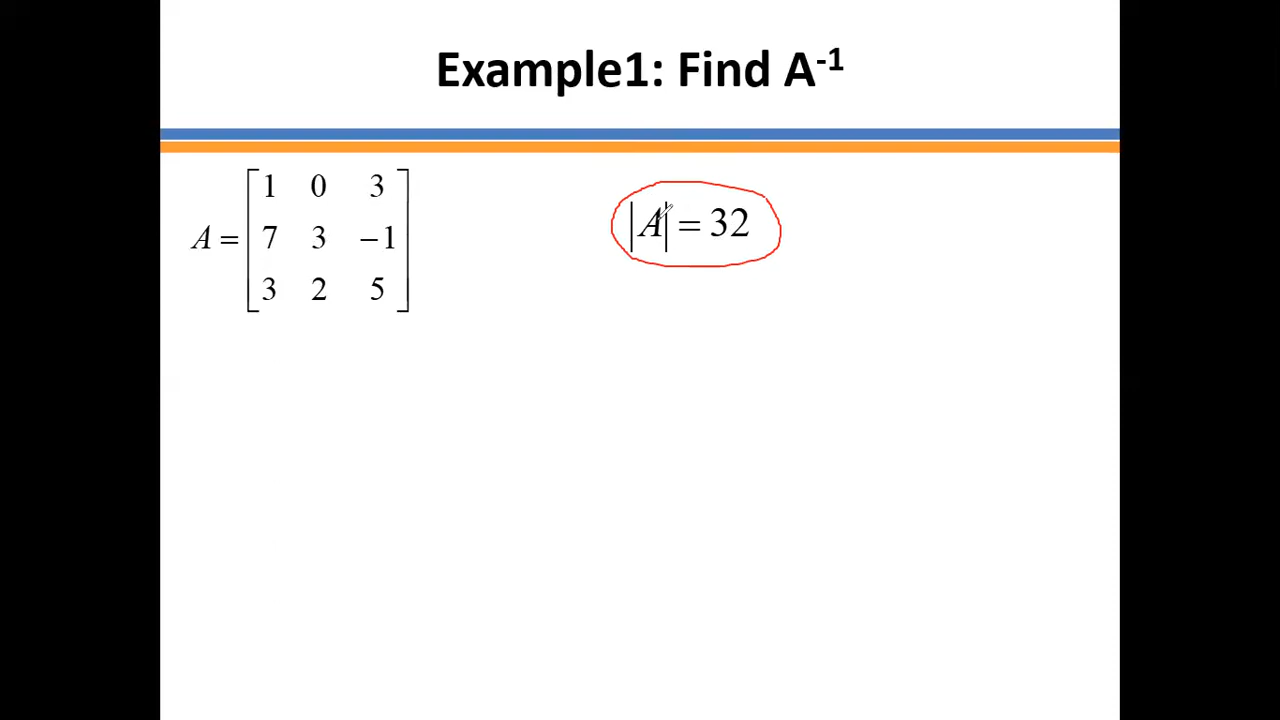 Example1: Find A⁻¹
A = [1 0 3
7 3 −1
3 2 5]
|A| = 32